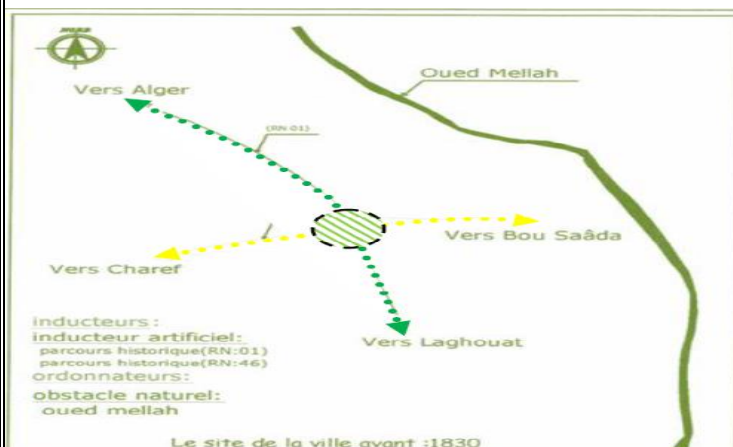 NORD
Vers Alger
Oued Mellah
(RN:01)
Vers Bou Saâda
Vers Charef
Vers Laghouat
inducteurs:
inducteur artificiel:
parcours historique(RN:01)
parcours historique(RN:46)
ordonnateurs:
obstacle naturel:
oued mellah
Le site de la ville avant :1830